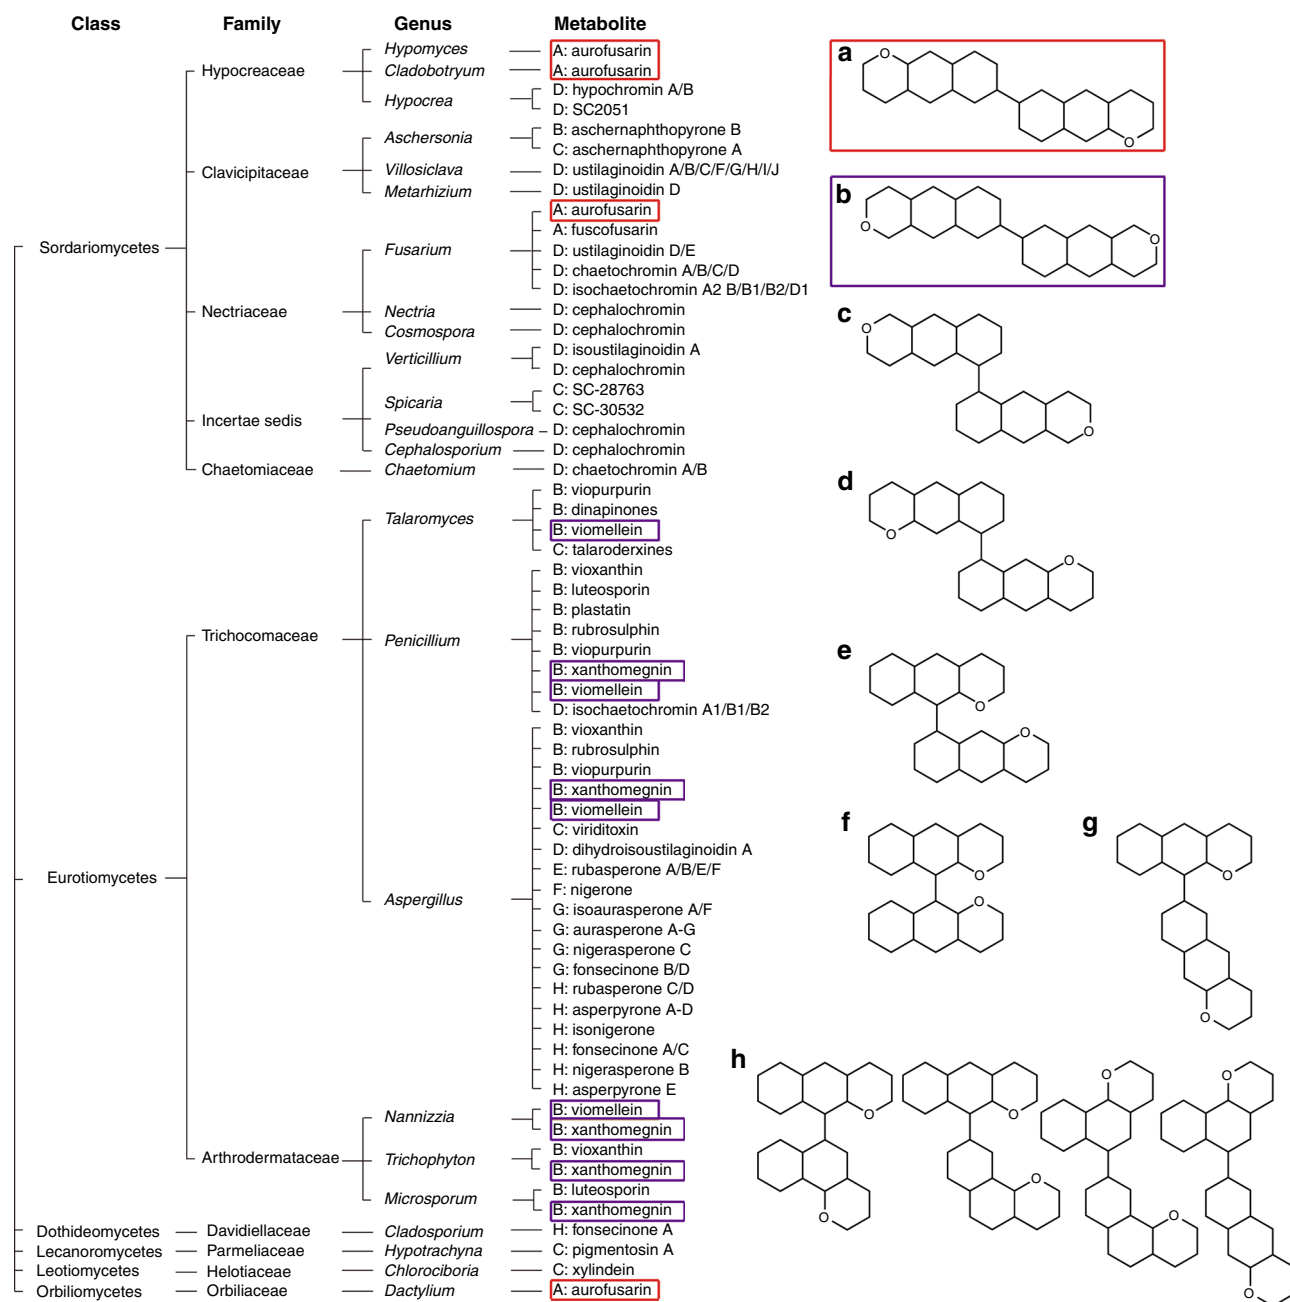 Class Family Genus Metabolite
Hypomyces A: aurofusarin
Hypocreaceae Cladobotryum A: aurofusarin
Hypocrea D: hypochromin A/B
D: SC2051
Aschersonia B: aschernaphthopyrone B
C: aschernaphthopyrone A
Clavicipitaceae Villosiclava D: ustilaginoidin A/B/C/F/G/H/I/J
Metarhizium D: ustilaginoidin D
A: aurofusarin
A: fuscofusarin
Sordariomycetes Fusarium D: ustilaginoidin D/E
D: chaetochromin A/B/C/D
D: isochaetochromin A2 B/B1/B2/D1
Nectriaceae Nectria D: cephalochromin
Cosmospora D: cephalochromin
Verticillium D: isoustilaginoidin A
D: cephalochromin
Spicaria C: SC-28763
C: SC-30532
Incertae sedis Pseudoanguillospora D: cephalochromin
Cephalosporium D: cephalochromin
Chaetomiaceae Chaetomium D: chaetochromin A/B
B: viopurpurin
B: dinapinones
Talaromyces B: viomellein
C: talaroderxines
B: vioxanthin
B: luteosporin
B: plastatin
Trichocomaceae Penicillium B: rubrosulphin
B: viopurpurin
B: xanthomegnin
B: viomellein
D: isochaetochromin A1/B1/B2
B: vioxanthin
B: rubrosulphin
B: viopurpurin
B: xanthomegnin
B: viomellein
C: viriditoxin
D: dihydroisoustilaginoidin A
Eurotiomycetes E: rubasperone A/B/E/F
F: nigerone
Aspergillus G: isoaurasperone A/F
G: aurasperone A-G
G: nigerasperone C
G: fonsecinone B/D
H: rubasperone C/D
H: asperpyrone A-D
H: isonigerone
H: fonsecinone A/C
H: nigerasperone B
H: asperpyrone E
Nannizzia B: viomellein
B: xanthomegnin
Arthrodermataceae Trichophyton B: vioxanthin
B: xanthomegnin
Microsporum B: luteosporin
B: xanthomegnin
Dothideomycetes Davidiellaceae Cladosporium H: fonsecinone A
Lecanoromycetes Parmeliaceae Hypotrachyna C: pigmentosin A
Leotiomycetes Helotiaceae Chlorociboria C: xylindein
Orbiliomycetes Orbiliaceae Dactylium A: aurofusarin
a
O
O
b
O
O
c
O
O
d
O
O
e
O
O
f
O
O
g
O
O
h
O
O
O
O
O
O
O
O